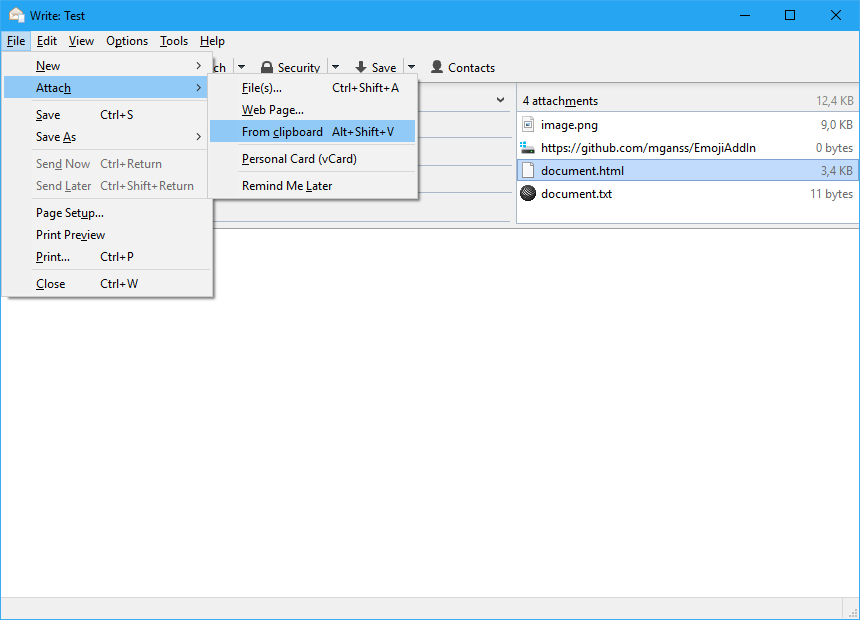 Write: Test
File Edit View Options Tools Help
ch Security Save Contacts
New
Attach
Save Ctrl+S
Save As
Send Now Ctrl+Return
Send Later Ctrl+Shift+Return
Page Setup...
Print Preview
Print... Ctrl+P
Close Ctrl+W
File(s)... Ctrl+Shift+A
Web Page...
From clipboard Alt+Shift+V
Personal Card (vCard)
Remind Me Later
4 attachments 12,4 KB
image.png 9,0 KB
https://github.com/mganss/EmojiAddIn 0 bytes
document.html 3,4 KB
document.txt 11 bytes